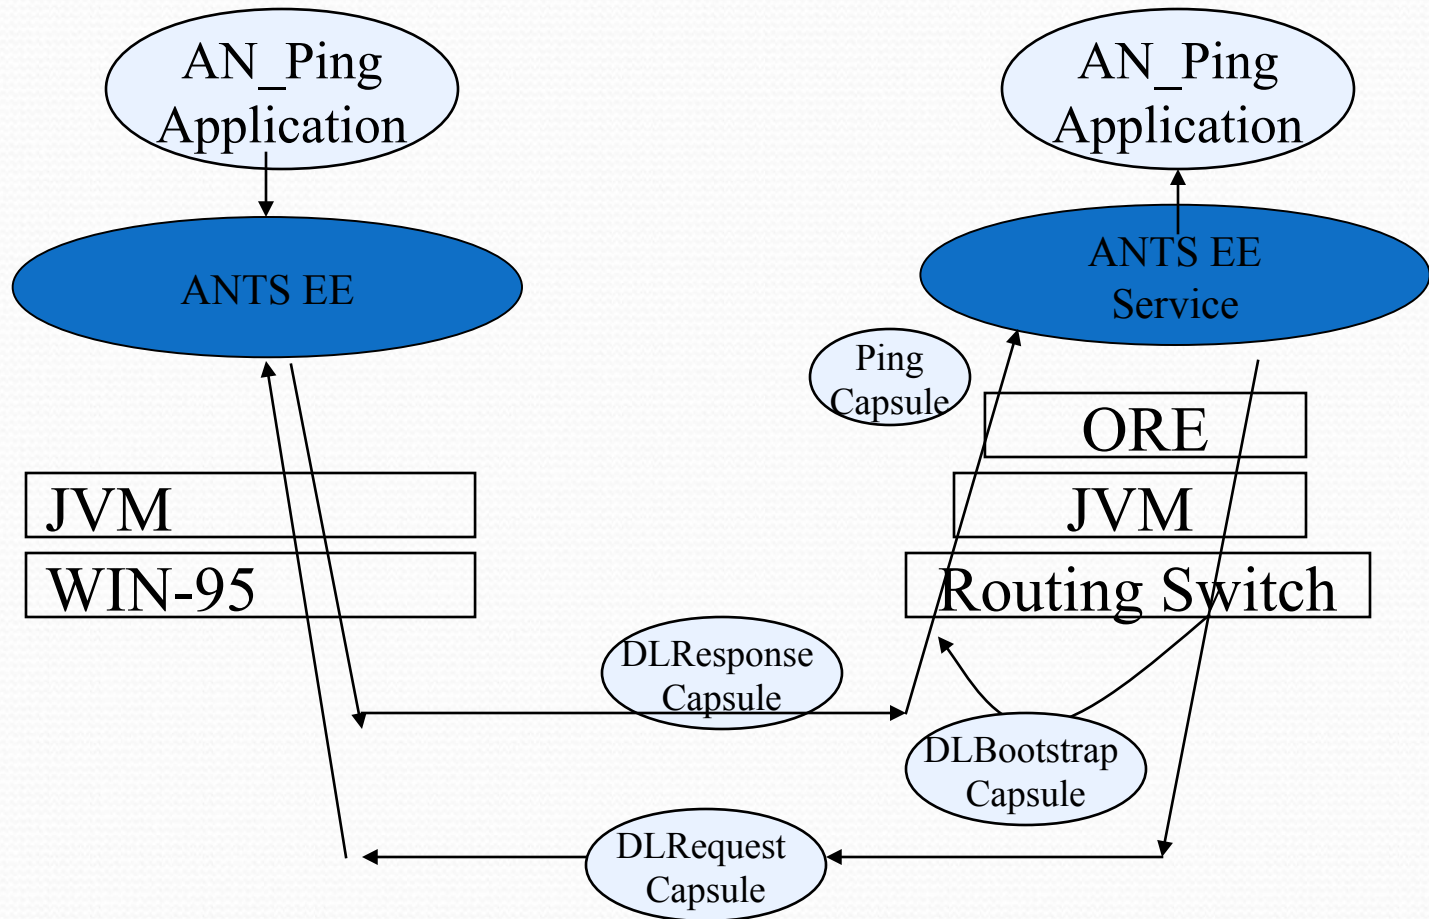 AN_Ping
Application
AN_Ping
Application
ANTS EE
ANTS EE
Service
Ping
Capsule
ORE
JVM
JVM
WIN-95
Routing Switch
DLResponse
Capsule
DLBootstrap
Capsule
DLRequest
Capsule